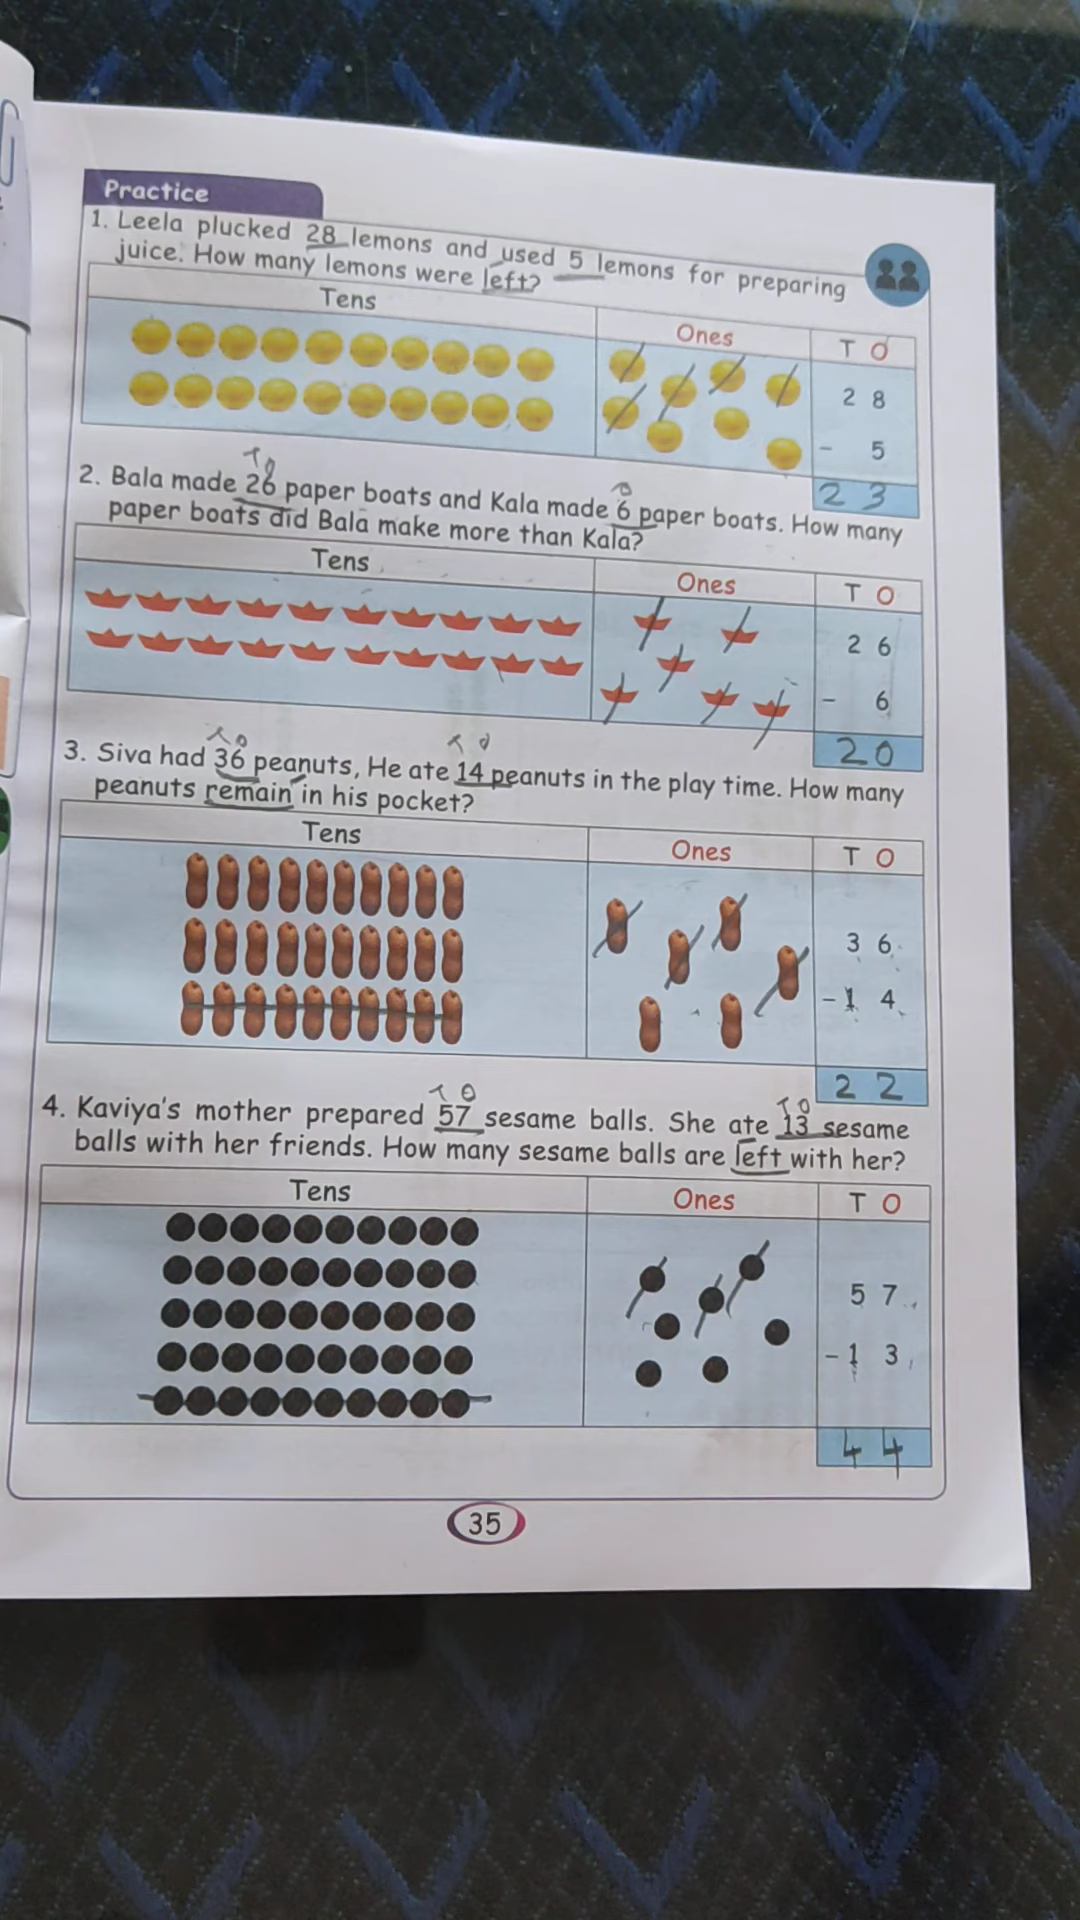 Practice
1. Leela plucked 28 lemons and used 5 lemons for preparing
juice. How many lemons were left?
Tens Ones T O
2 8
- 5
2 3
T O O
2. Bala made 26 paper boats and Kala made 6 paper boats. How many
paper boats did Bala make more than Kala?
Tens Ones T O
2 6
- 6
2 0
T O T O
3. Siva had 36 peanuts, He ate 14 peanuts in the play time. How many
peanuts remain in his pocket?
Tens Ones T O
3 6
- 1 4
2 2
T O T O
4. Kaviya's mother prepared 57 sesame balls. She ate 13 sesame
balls with her friends. How many sesame balls are left with her?
Tens Ones T O
5 7
- 1 3
4 4
35